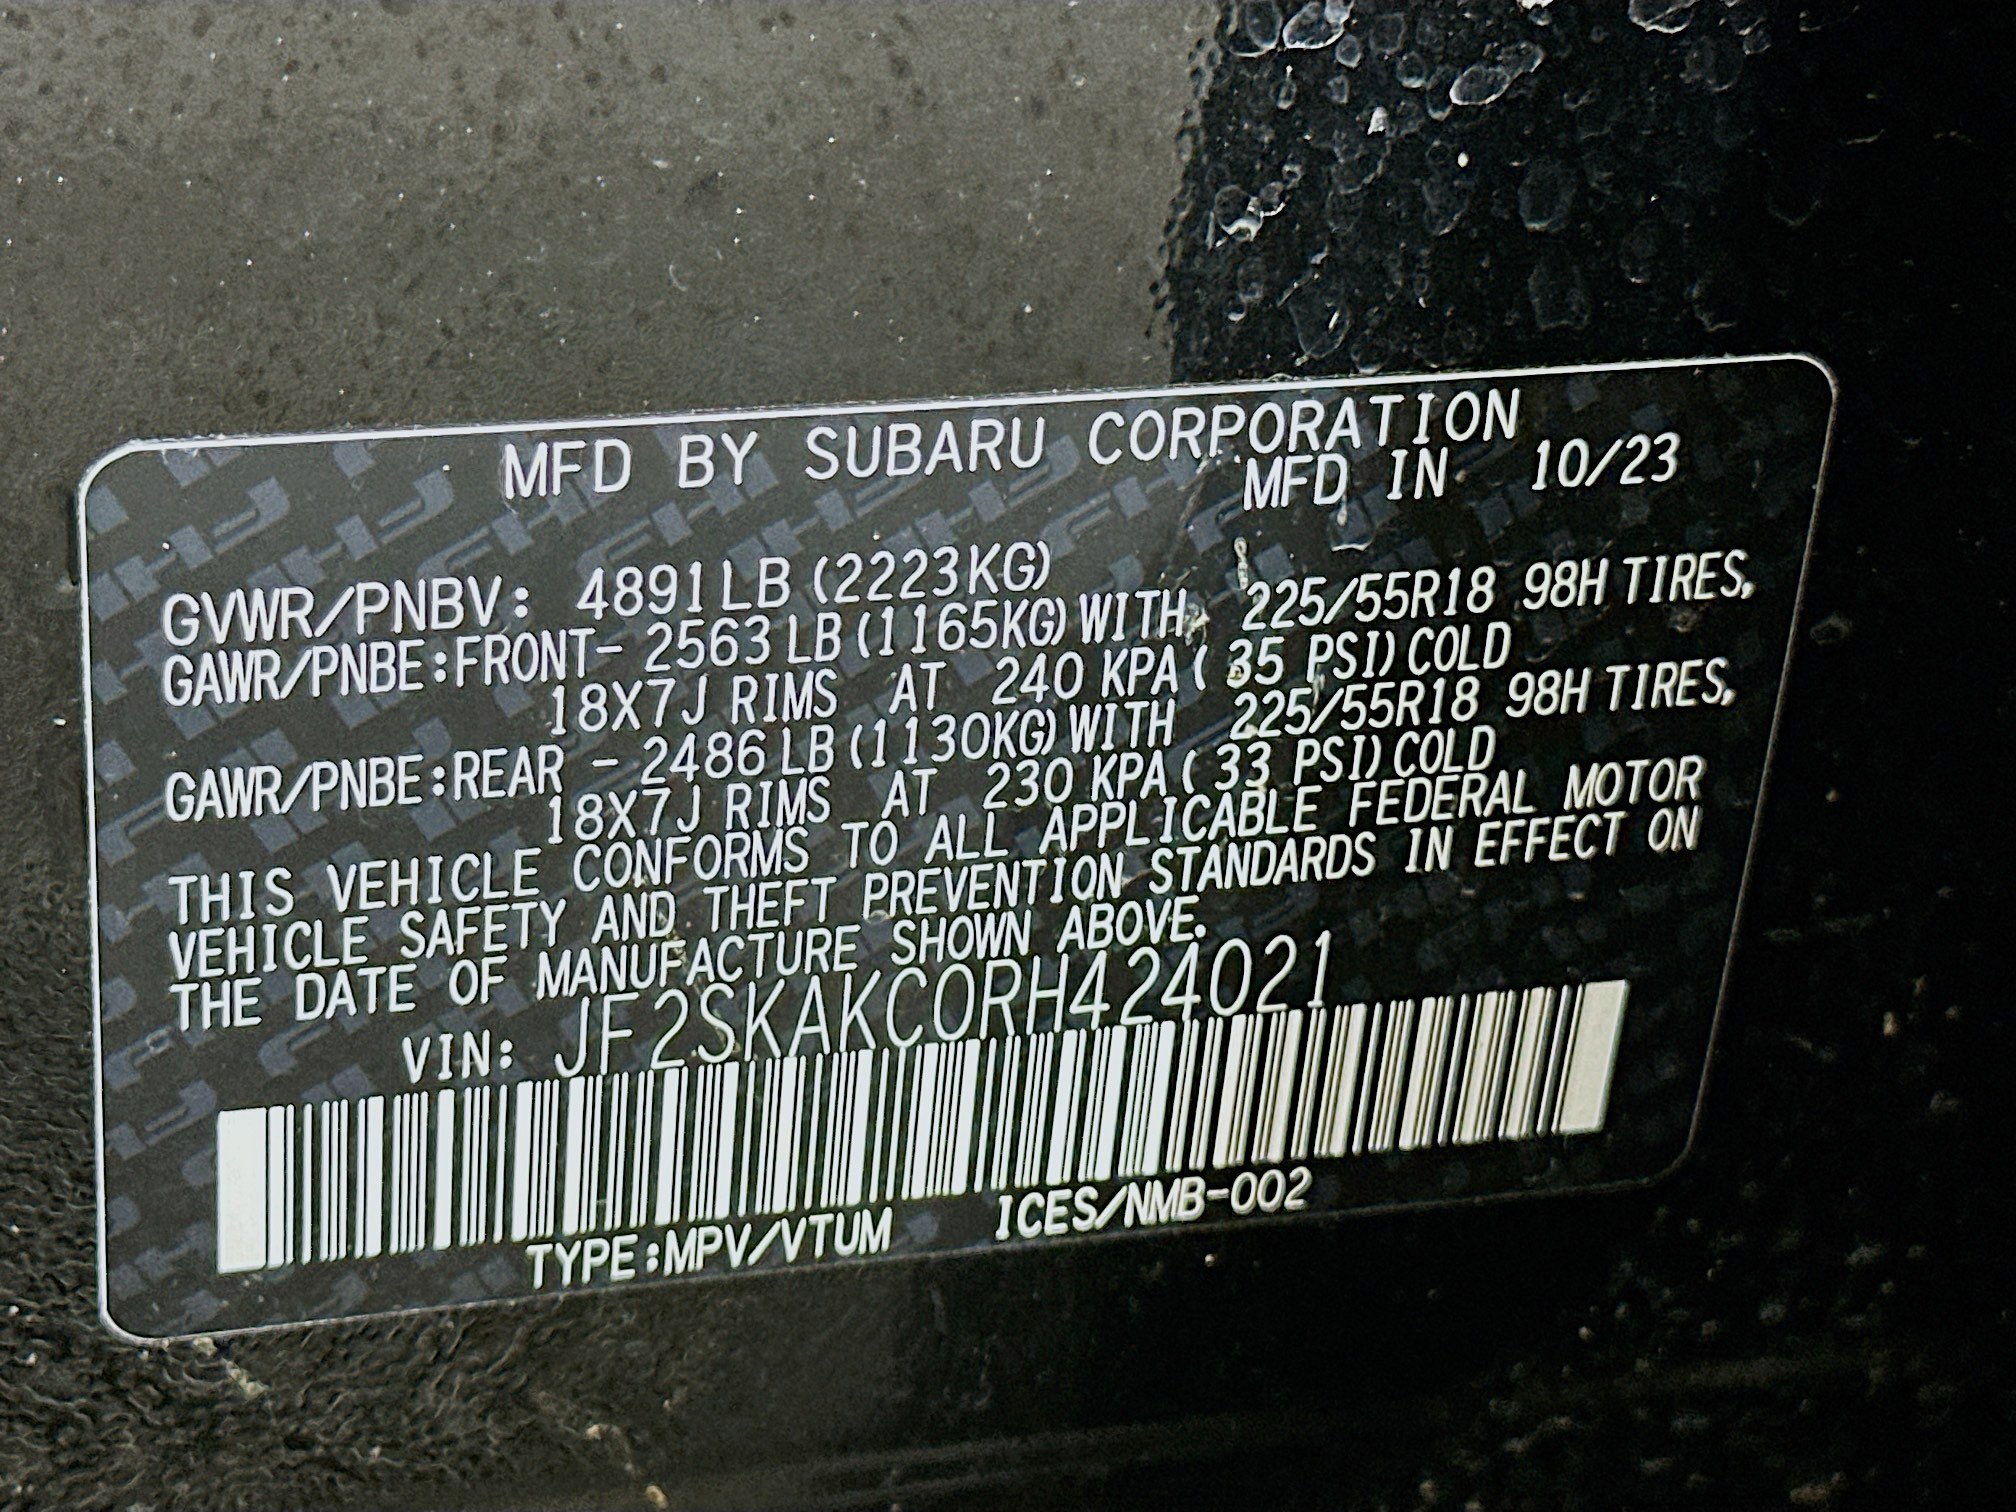 MFD BY SUBARU CORPORATION
MFD IN 10/23
GVWR/PNBV: 4891LB (2223KG)
GAWR/PNBE:FRONT- 2563 LB (1165KG) WITH 225/55R18 98H TIRES,
18X7J RIMS AT 240 KPA ( 35 PSI) COLD
GAWR/PNBE:REAR - 2486 LB (1130KG) WITH 225/55R18 98H TIRES,
18X7J RIMS AT 230 KPA ( 33 PSI) COLD
THIS VEHICLE CONFORMS TO ALL APPLICABLE FEDERAL MOTOR
VEHICLE SAFETY AND THEFT PREVENTION STANDARDS IN EFFECT ON
THE DATE OF MANUFACTURE SHOWN ABOVE.
VIN: JF2SKAKC0RH424021
TYPE:MPV/VTUM ICES/NMB-002